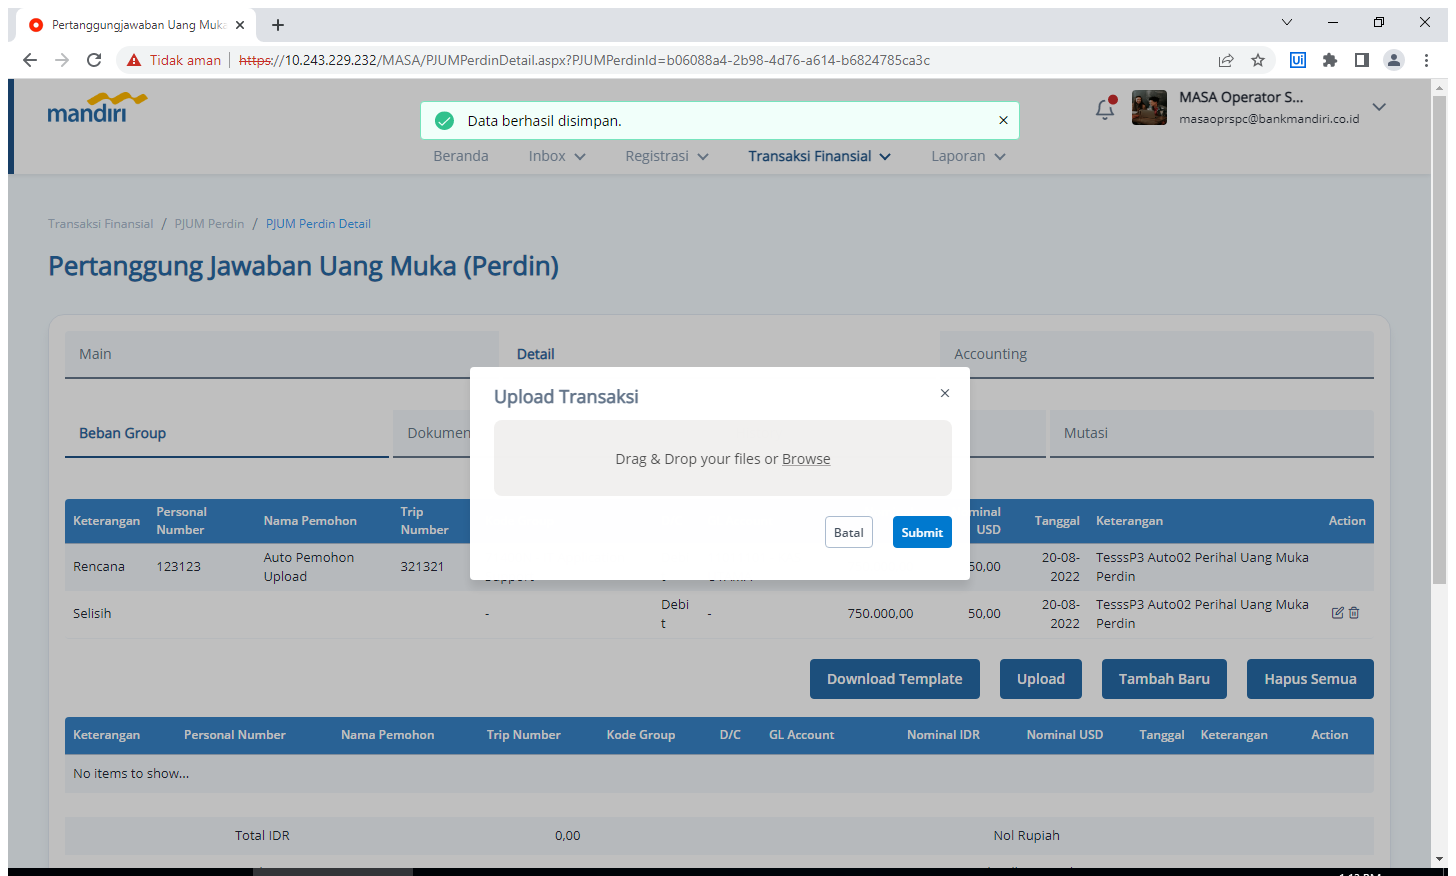 Pertanggungjawaban Uang Muka
Tidak aman
https://10.243.229.232/MASA/PJUMPerdinDetail.aspx?PJUMPerdinId=b06088a4-2b98-4d76-a614-b6824785ca3c
mandiri
Data berhasil disimpan.
MASA Operator S...
masaoprspc@bankmandiri.co.id
Beranda Inbox Registrasi Transaksi Finansial Laporan
Transaksi Finansial / PJUM Perdin / PJUM Perdin Detail
Pertanggung Jawaban Uang Muka (Perdin)
Main Detail Accounting
Upload Transaksi
Drag & Drop your files or Browse
Batal Submit
Beban Group Dokumen Mutasi
Keterangan Personal Number Nama Pemohon Trip Number USD Tanggal Keterangan Action
Rencana 123123 Auto Pemohon Upload 321321 50,00 20-08-2022 TesssP3 Auto02 Perihal Uang Muka Perdin
Selisih - Debit - 750.000,00 50,00 20-08-2022 TesssP3 Auto02 Perihal Uang Muka Perdin
Download Template Upload Tambah Baru Hapus Semua
Keterangan Personal Number Nama Pemohon Trip Number Kode Group D/C GL Account Nominal IDR Nominal USD Tanggal Keterangan Action
No items to show...
Total IDR 0,00 Nol Rupiah